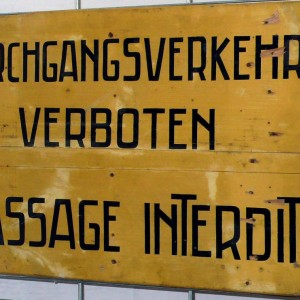 RCHGANGSVERKEHR
VERBOTEN
ASSAGE INTERDIT